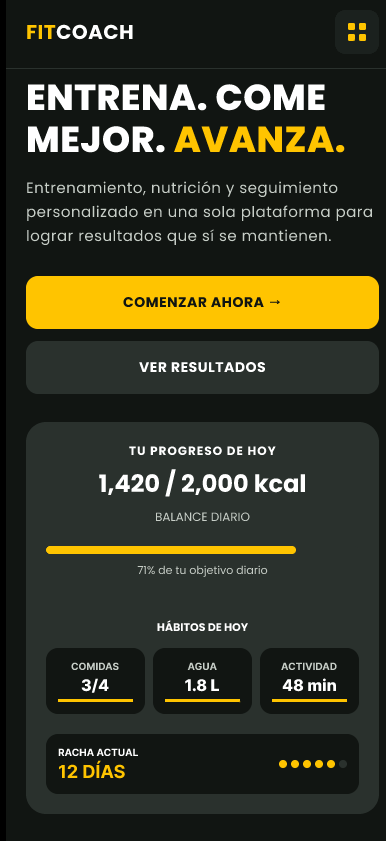 FITCOACH
ENTRENA. COME
MEJOR. AVANZA.
Entrenamiento, nutrición y seguimiento
personalizado en una sola plataforma para
lograr resultados que sí se mantienen.
COMENZAR AHORA →
VER RESULTADOS
TU PROGRESO DE HOY
1,420 / 2,000 kcal
BALANCE DIARIO
71% de tu objetivo diario
HÁBITOS DE HOY
COMIDAS
3/4
AGUA
1.8 L
ACTIVIDAD
48 min
RACHA ACTUAL
12 DÍAS